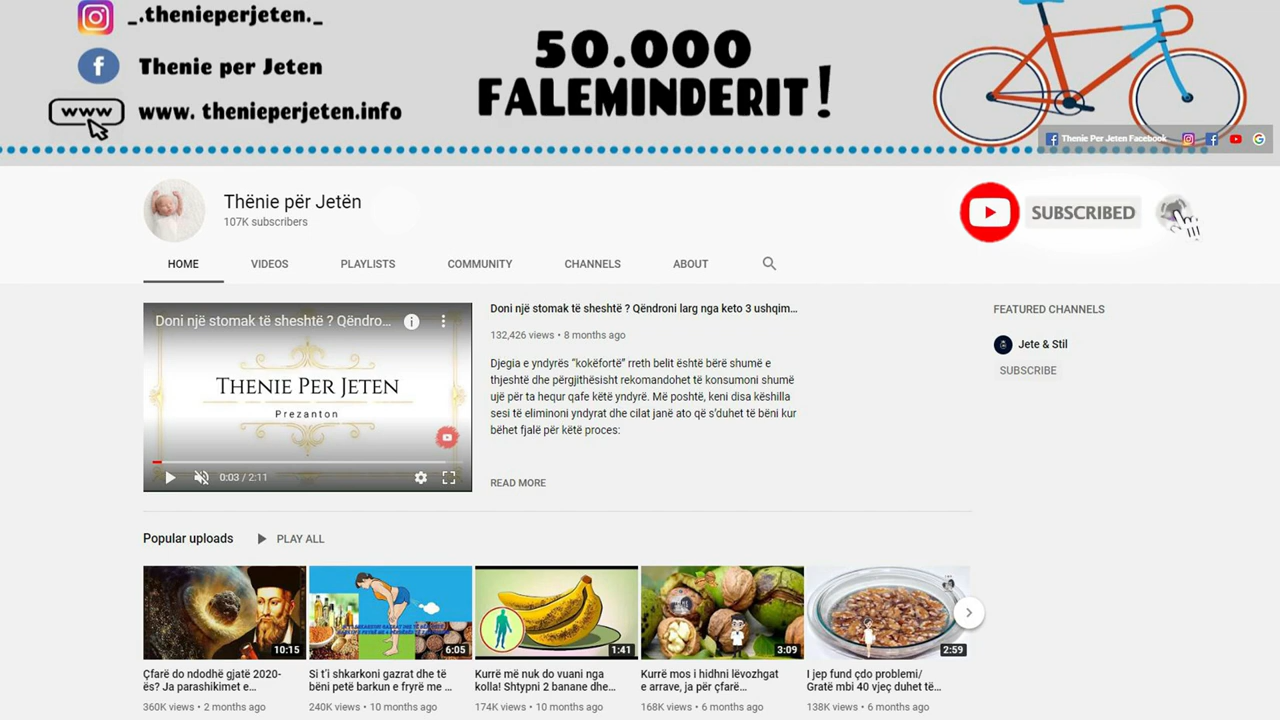 _.thenieperjeten._
Thenie per Jeten
www
www. thenieperjeten.info
50.000
FALEMINDERIT!
Thenie Per Jeten Facebook
Thënie për Jetën
107K subscribers
SUBSCRIBED
HOME
VIDEOS
PLAYLISTS
COMMUNITY
CHANNELS
ABOUT
Doni një stomak të sheshtë ? Qëndro...
THENIE PER JETEN
Prezanton
0:03 / 2:11
Doni një stomak të sheshtë ? Qëndroni larg nga keto 3 ushqim...
132,426 views • 8 months ago
Djegia e yndyrës “kokëfortë” rreth belit është bërë shumë e
thjeshtë dhe përgjithësisht rekomandohet të konsumoni shumë
ujë për ta hequr qafe këtë yndyrë. Më poshtë, keni disa këshilla
sesi të eliminoni yndyrat dhe cilat janë ato që s’duhet të bëni kur
bëhet fjalë për këtë proces:
READ MORE
FEATURED CHANNELS
Jete & Stil
SUBSCRIBE
Popular uploads
PLAY ALL
10:15
Çfarë do ndodhë gjatë 2020-
ës? Ja parashikimet e...
360K views • 2 months ago
6:05
Si t’i shkarkoni gazrat dhe të
bëni petë barkun e fryrë me ...
240K views • 10 months ago
1:41
Kurrë më nuk do vuani nga
kolla! Shtypni 2 banane dhe...
174K views • 10 months ago
3:09
Kurrë mos i hidhni lëvozhgat
e arrave, ja për çfarë...
168K views • 6 months ago
2:59
I jep fund çdo problemi/
Gratë mbi 40 vjeç duhet të...
138K views • 6 months ago